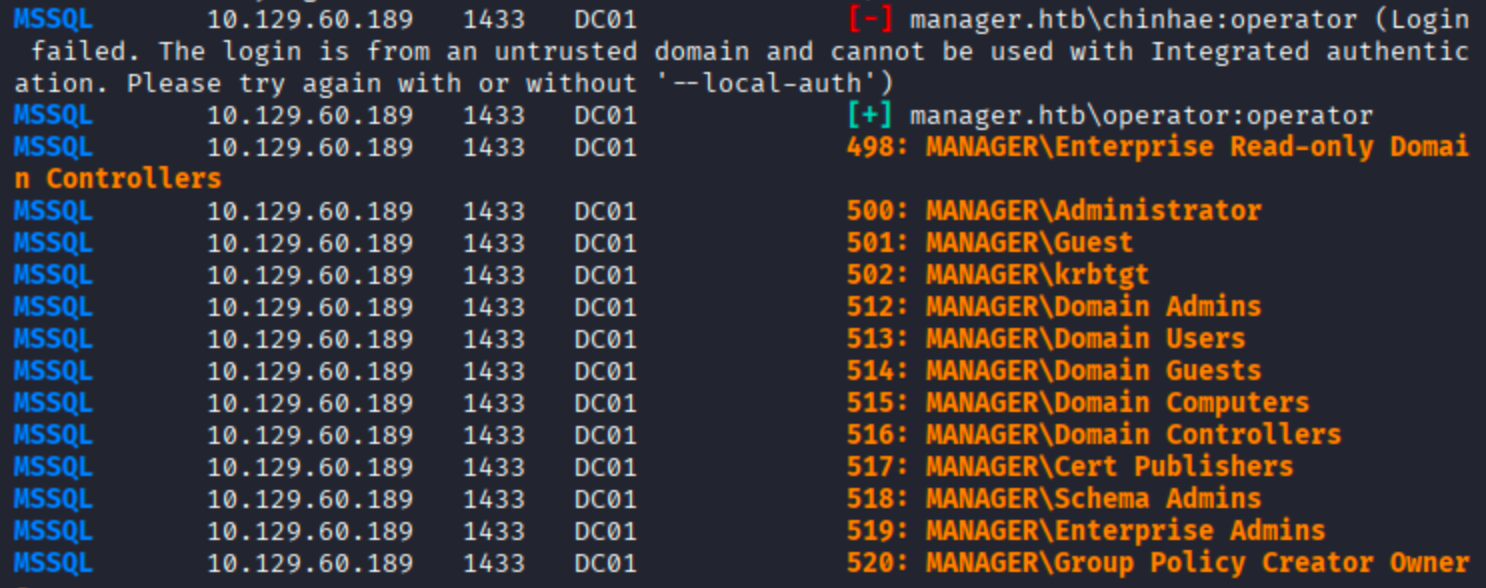 MSSQL 10.129.60.189 1433 DC01 [-] manager.htb\chinhae:operator (Login
failed. The login is from an untrusted domain and cannot be used with Integrated authentic
ation. Please try again with or without '--local-auth')
MSSQL 10.129.60.189 1433 DC01 [+] manager.htb\operator:operator
MSSQL 10.129.60.189 1433 DC01 498: MANAGER\Enterprise Read-only Domai
n Controllers
MSSQL 10.129.60.189 1433 DC01 500: MANAGER\Administrator
MSSQL 10.129.60.189 1433 DC01 501: MANAGER\Guest
MSSQL 10.129.60.189 1433 DC01 502: MANAGER\krbtgt
MSSQL 10.129.60.189 1433 DC01 512: MANAGER\Domain Admins
MSSQL 10.129.60.189 1433 DC01 513: MANAGER\Domain Users
MSSQL 10.129.60.189 1433 DC01 514: MANAGER\Domain Guests
MSSQL 10.129.60.189 1433 DC01 515: MANAGER\Domain Computers
MSSQL 10.129.60.189 1433 DC01 516: MANAGER\Domain Controllers
MSSQL 10.129.60.189 1433 DC01 517: MANAGER\Cert Publishers
MSSQL 10.129.60.189 1433 DC01 518: MANAGER\Schema Admins
MSSQL 10.129.60.189 1433 DC01 519: MANAGER\Enterprise Admins
MSSQL 10.129.60.189 1433 DC01 520: MANAGER\Group Policy Creator Owner